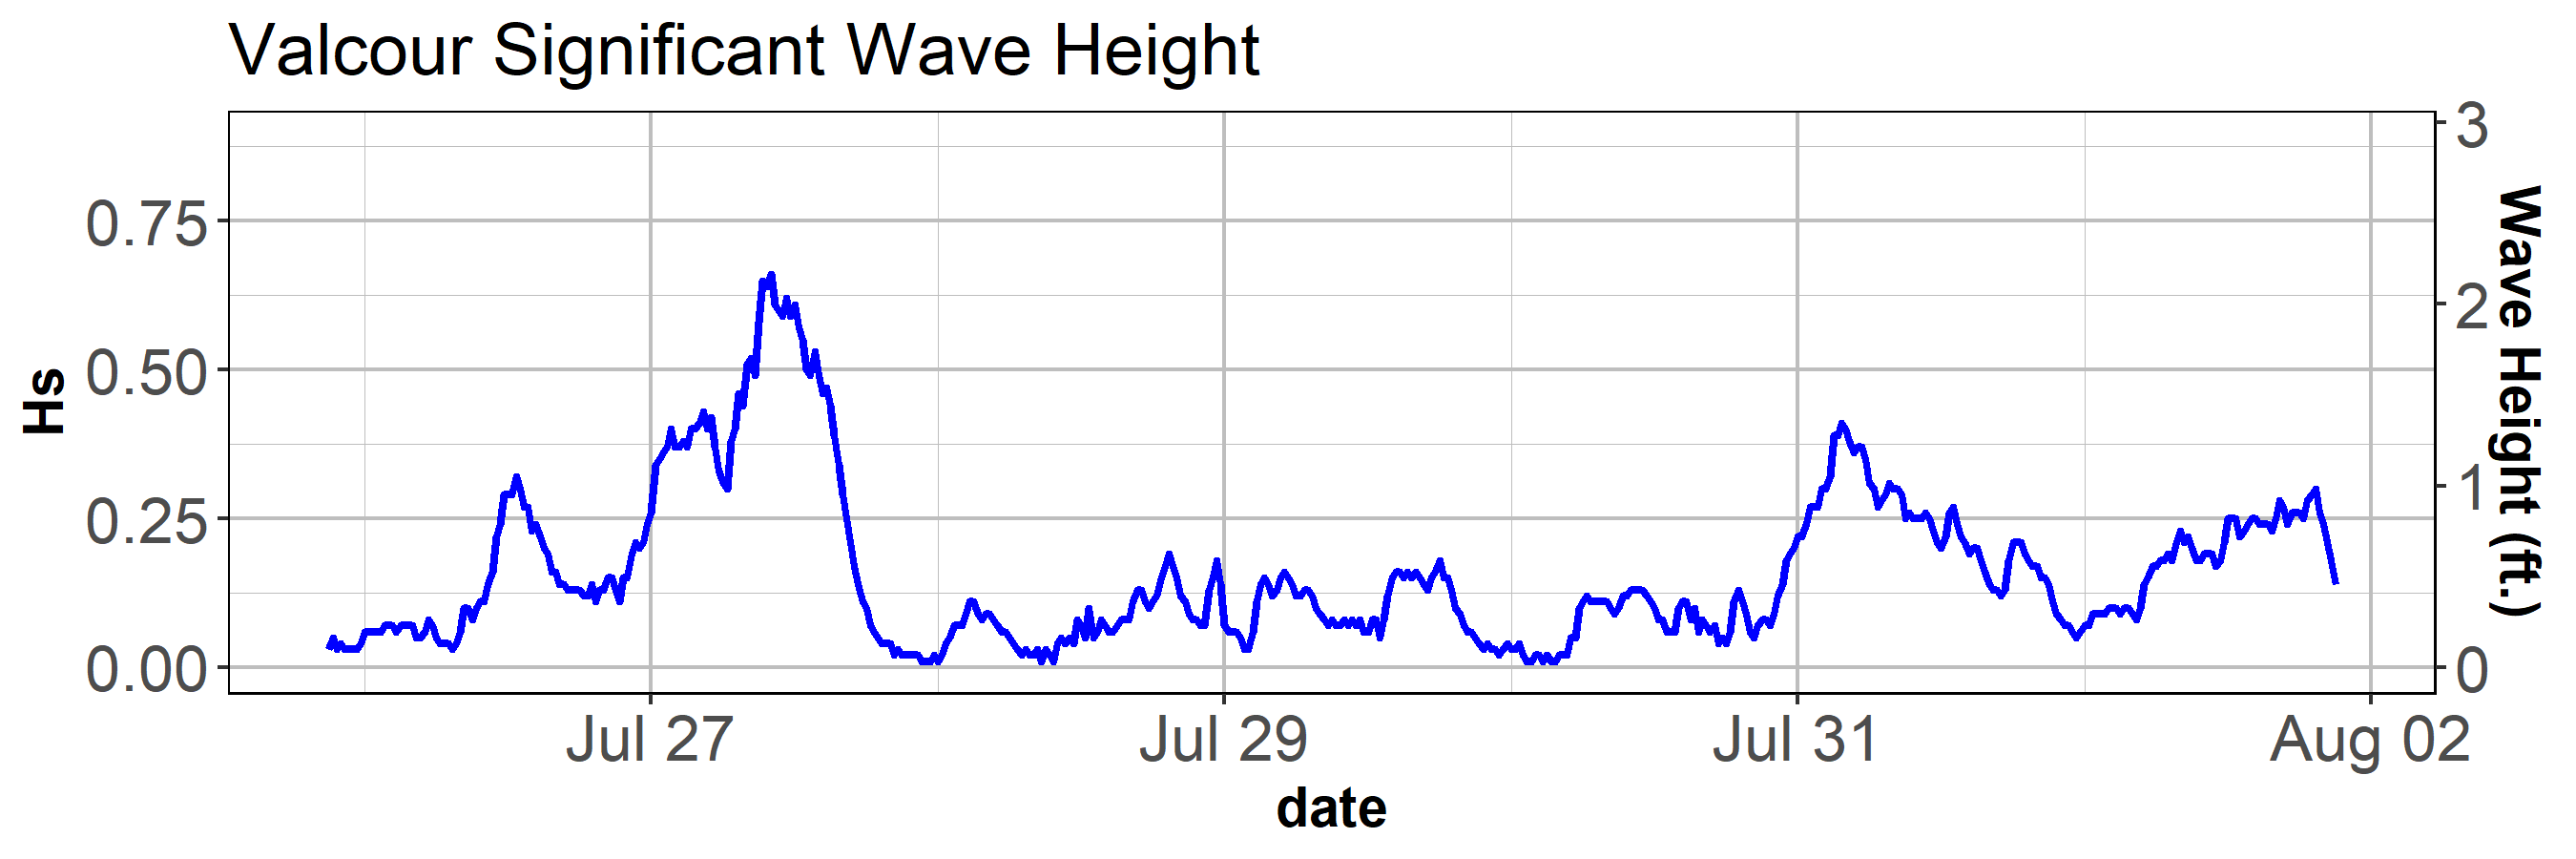 Valcour Significant Wave Height
Hs
0.75
0.50
0.25
0.00
3
2
1
0
Wave Height (ft.)
Jul 27
Jul 29
Jul 31
Aug 02
date